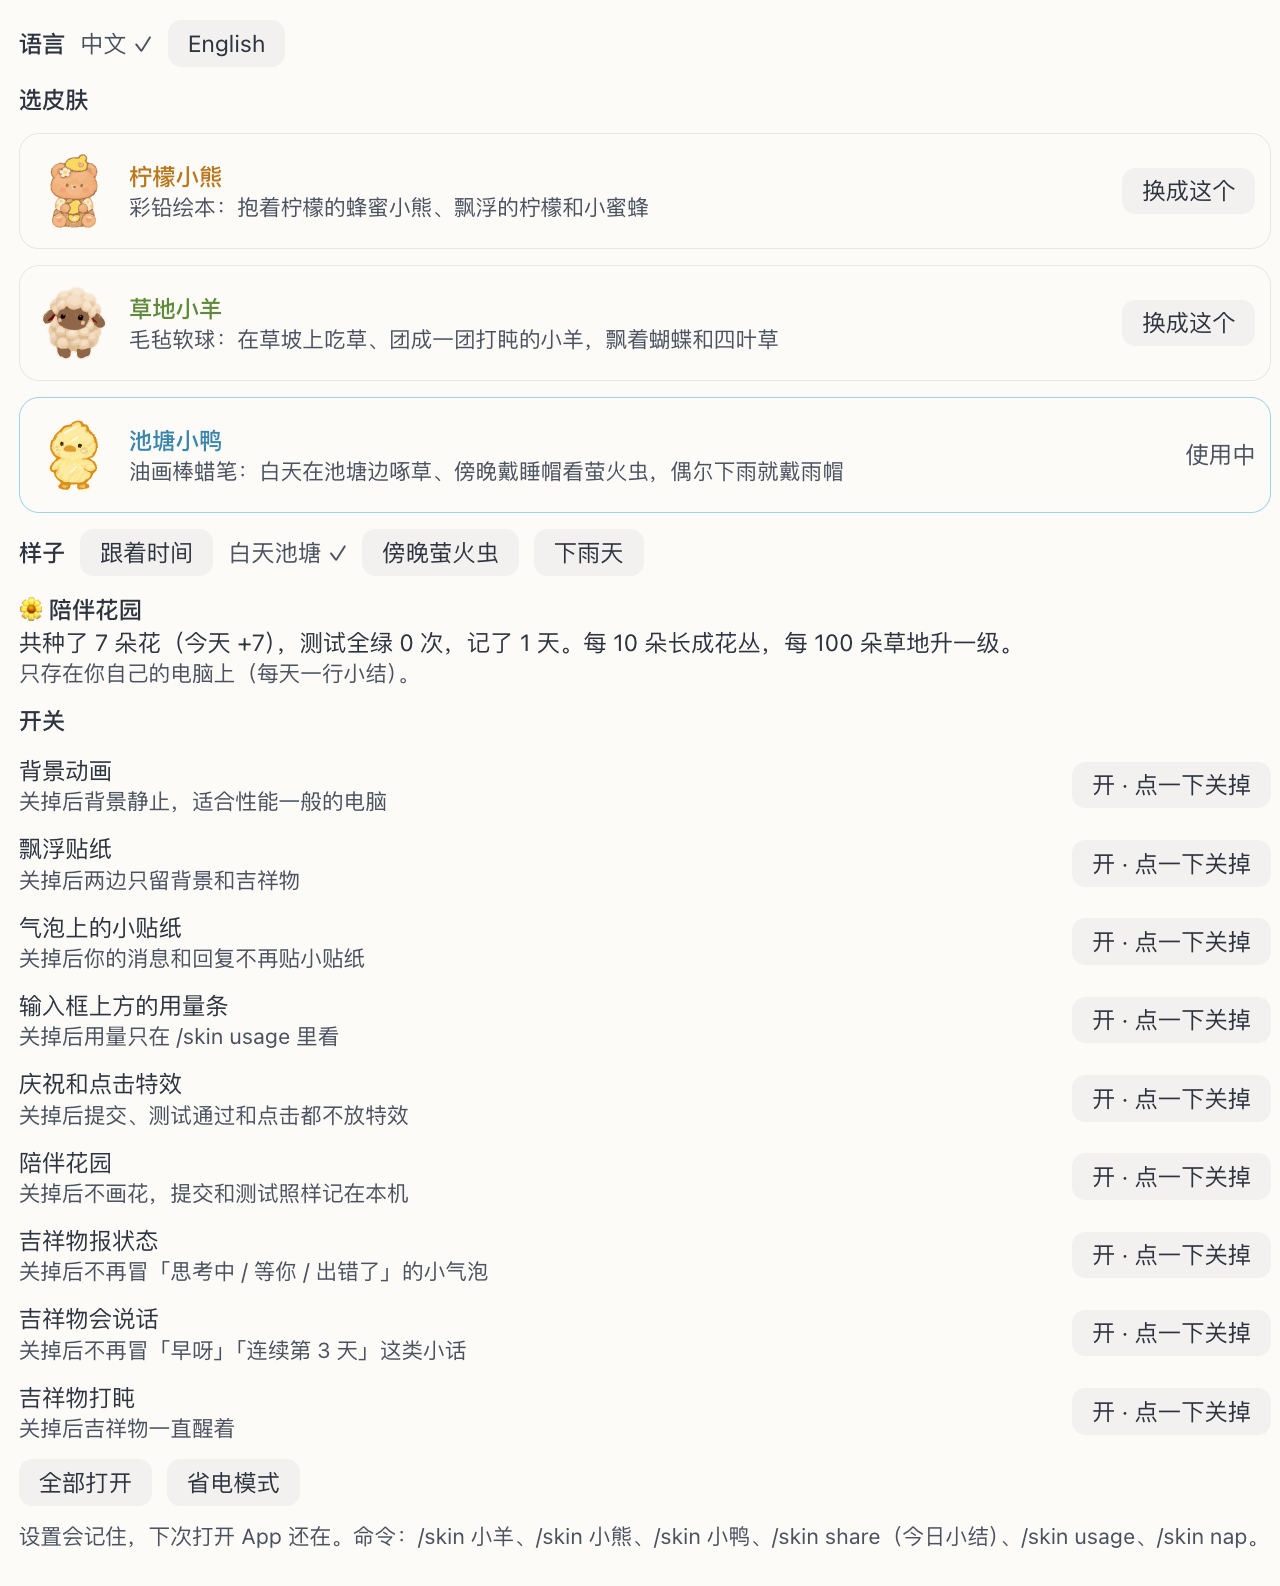 语言 中文 ✓ English
选皮肤
柠檬小熊
彩铅绘本：抱着柠檬的蜂蜜小熊、飘浮的柠檬和小蜜蜂
换成这个
草地小羊
毛毡软球：在草坡上吃草、团成一团打盹的小羊，飘着蝴蝶和四叶草
换成这个
池塘小鸭
油画棒蜡笔：白天在池塘边啄草、傍晚戴睡帽看萤火虫，偶尔下雨就戴雨帽
使用中
样子 跟着时间 白天池塘 ✓ 傍晚萤火虫 下雨天
🌼 陪伴花园
共种了 7 朵花（今天 +7），测试全绿 0 次，记了 1 天。每 10 朵长成花丛，每 100 朵草地升一级。
只存在你自己的电脑上（每天一行小结）。
开关
背景动画
关掉后背景静止，适合性能一般的电脑
开 · 点一下关掉
飘浮贴纸
关掉后两边只留背景和吉祥物
开 · 点一下关掉
气泡上的小贴纸
关掉后你的消息和回复不再贴小贴纸
开 · 点一下关掉
输入框上方的用量条
关掉后用量只在 /skin usage 里看
开 · 点一下关掉
庆祝和点击特效
关掉后提交、测试通过和点击都不放特效
开 · 点一下关掉
陪伴花园
关掉后不画花，提交和测试照样记在本机
开 · 点一下关掉
吉祥物报状态
关掉后不再冒「思考中 / 等你 / 出错了」的小气泡
开 · 点一下关掉
吉祥物会说话
关掉后不再冒「早呀」「连续第 3 天」这类小话
开 · 点一下关掉
吉祥物打盹
关掉后吉祥物一直醒着
开 · 点一下关掉
全部打开 省电模式
设置会记住，下次打开 App 还在。命令：/skin 小羊、/skin 小熊、/skin 小鸭、/skin share（今日小结）、/skin usage、/skin nap。